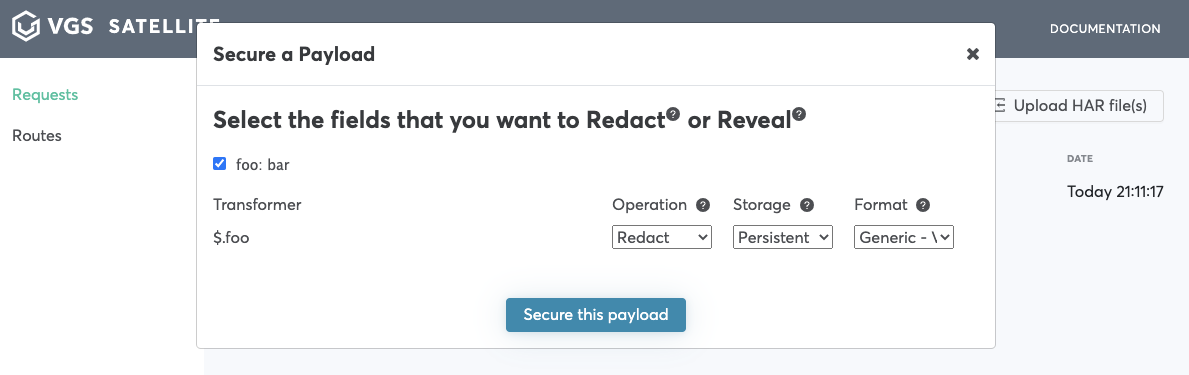 VGS SATELLITE
DOCUMENTATION
Secure a Payload
Requests
Routes
Upload HAR file(s)
Select the fields that you want to Redact? or Reveal?
foo: bar
DATE
Today 21:11:17
Transformer Operation ? Storage ? Format ?
$.foo Redact Persistent Generic - \
Secure this payload